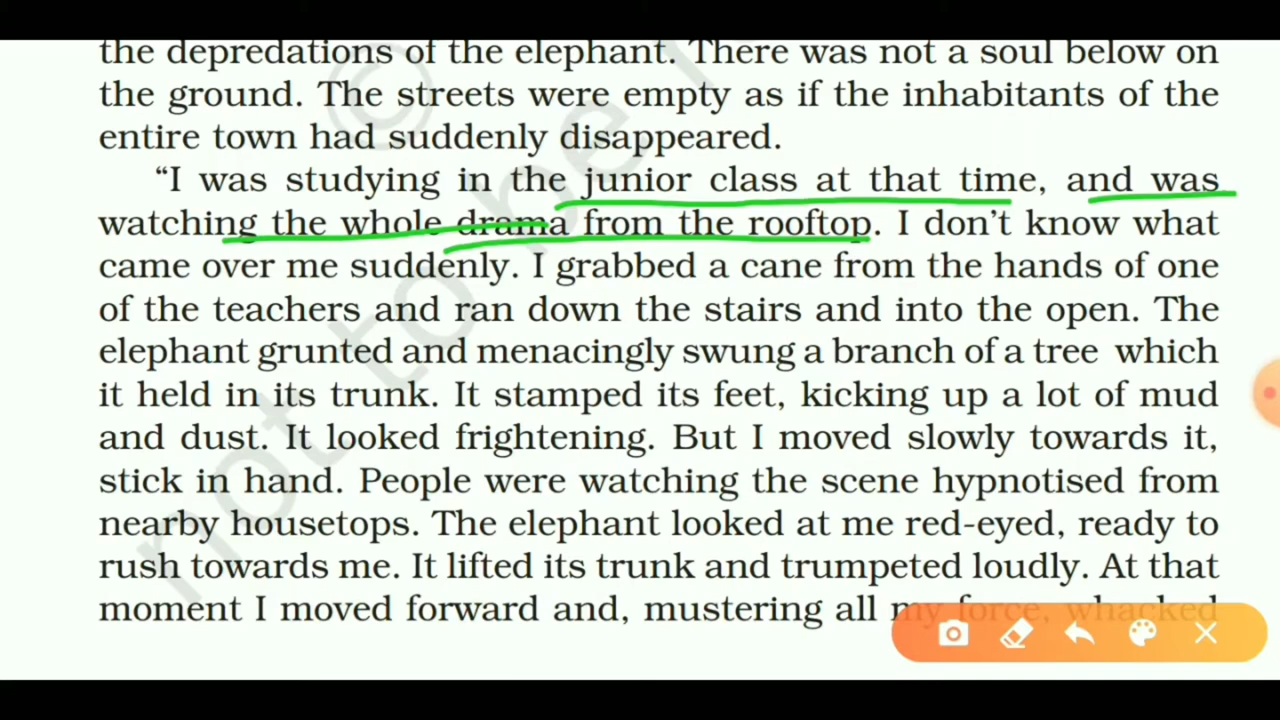 the depredations of the elephant. There was not a soul below on
the ground. The streets were empty as if the inhabitants of the
entire town had suddenly disappeared.
“I was studying in the junior class at that time, and was
watching the whole drama from the rooftop. I don’t know what
came over me suddenly. I grabbed a cane from the hands of one
of the teachers and ran down the stairs and into the open. The
elephant grunted and menacingly swung a branch of a tree which
it held in its trunk. It stamped its feet, kicking up a lot of mud
and dust. It looked frightening. But I moved slowly towards it,
stick in hand. People were watching the scene hypnotised from
nearby housetops. The elephant looked at me red-eyed, ready to
rush towards me. It lifted its trunk and trumpeted loudly. At that
moment I moved forward and, mustering all my force, whacked
© not to be r